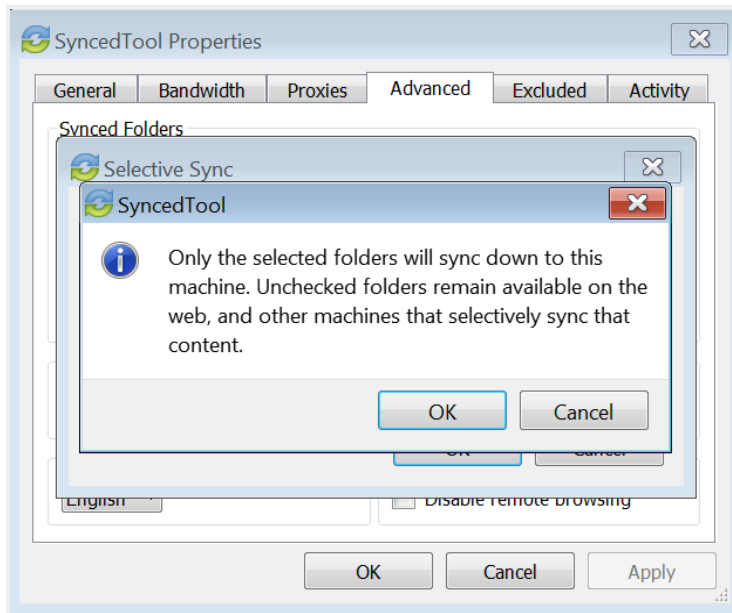 SyncedTool Properties
General Bandwidth Proxies Advanced Excluded Activity
Synced Folders
Selective Sync
SyncedTool
Only the selected folders will sync down to this
machine. Unchecked folders remain available on the
web, and other machines that selectively sync that
content.
OK Cancel
OK Cancel
English Disable remote browsing
OK Cancel Apply